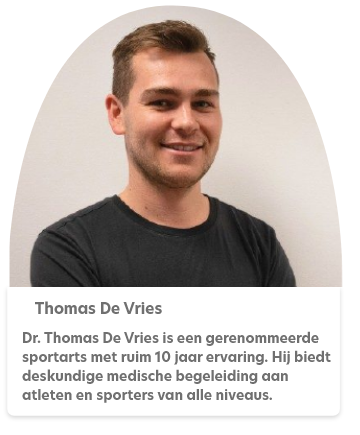 Thomas De Vries
Dr. Thomas De Vries is een gerenommeerde
sportarts met ruim 10 jaar ervaring. Hij biedt
deskundige medische begeleiding aan
atleten en sporters van alle niveaus.